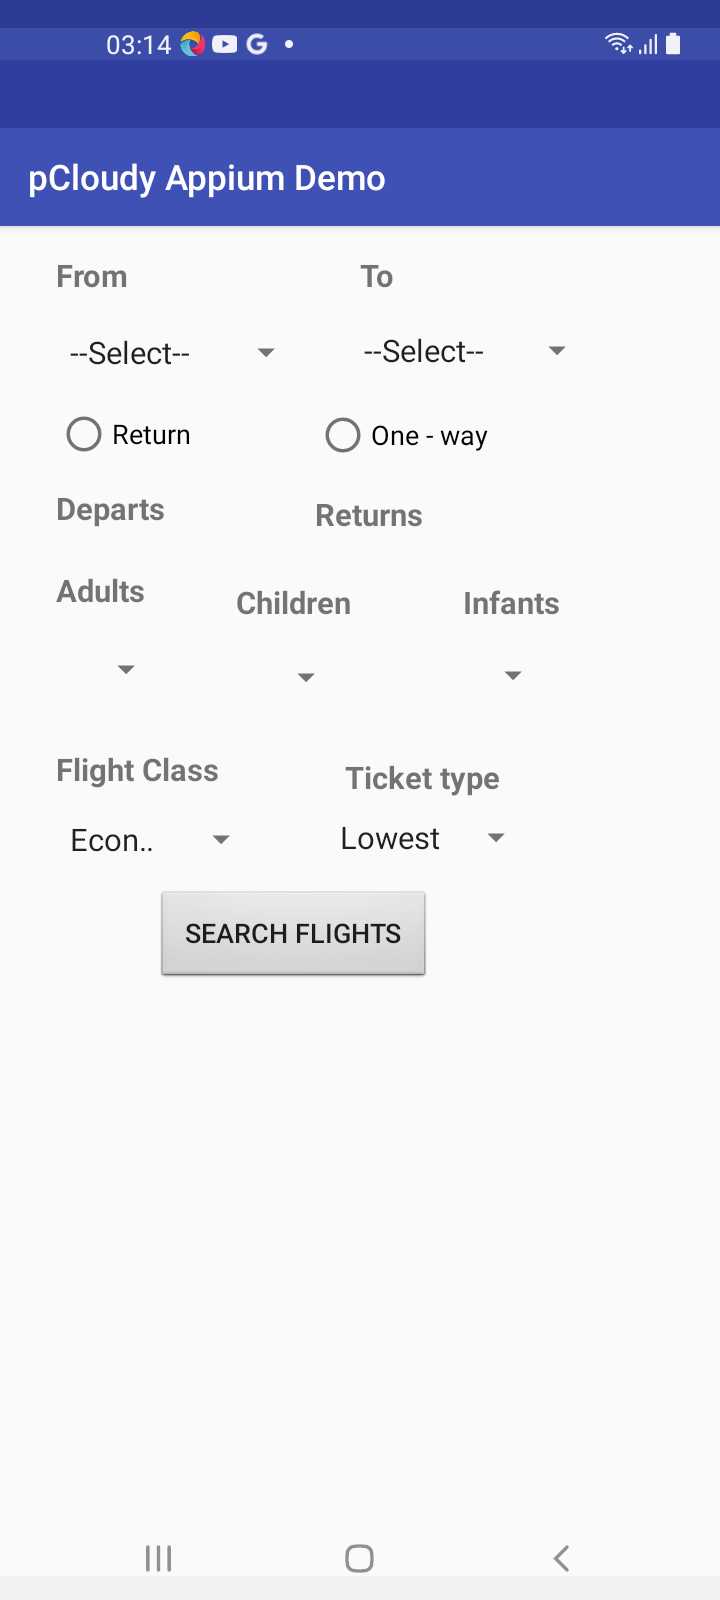 03:14
pCloudy Appium Demo
From To
--Select-- --Select--
Return One - way
Departs Returns
Adults Children Infants
Flight Class Ticket type
Econ.. Lowest
SEARCH FLIGHTS